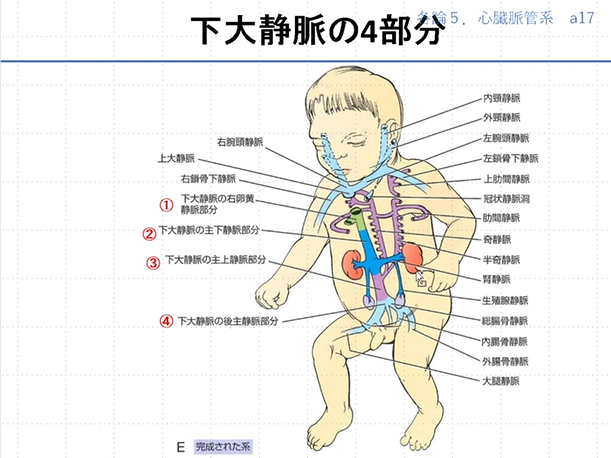 各論５．心臓脈管系　a17
下大静脈の4部分
右腕頭静脈
上大静脈
右鎖骨下静脈
①
下大静脈の右卵黄
静脈部分
② 下大静脈の主下静脈部分
③ 下大静脈の主上静脈部分
④ 下大静脈の後主静脈部分
内頸静脈
外頸静脈
左腕頭静脈
左鎖骨下静脈
上肋間静脈
冠状静脈洞
肋間静脈
奇静脈
半奇静脈
腎静脈
生殖腺静脈
総腸骨静脈
内腸骨静脈
外腸骨静脈
大腿静脈
E 完成された系